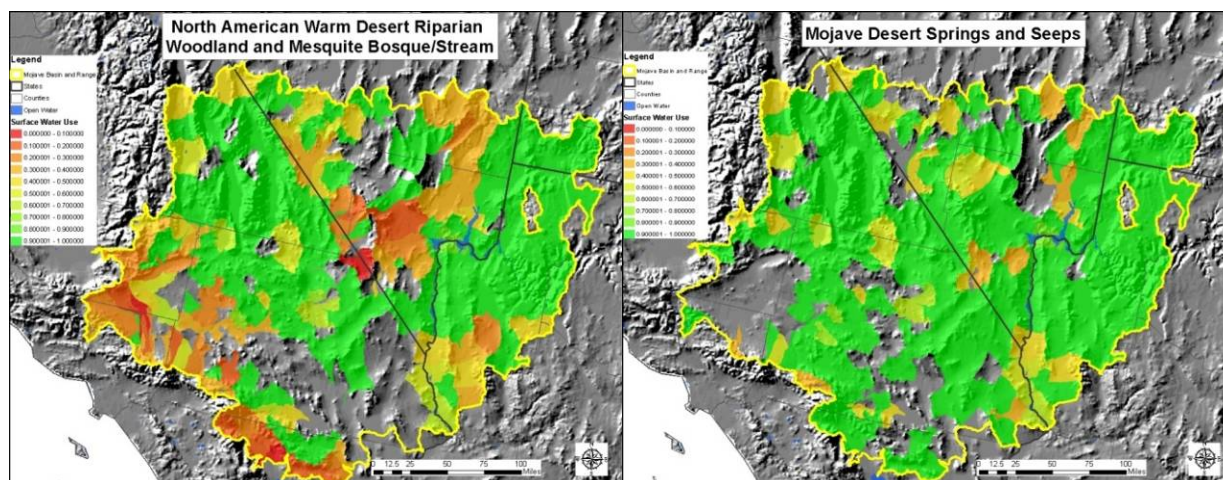 North American Warm Desert Riparian
Woodland and Mesquite Bosque/Stream
Legend
Mojave Basin and Range
States
Counties
Open Water
Surface Water Use
0.000000 - 0.100000
0.100001 - 0.200000
0.200001 - 0.300000
0.300001 - 0.400000
0.400001 - 0.500000
0.500001 - 0.600000
0.600001 - 0.700000
0.700001 - 0.800000
0.800001 - 0.900000
0.900001 - 1.000000
0 12.5 25 50 75 100
Miles
Mojave Desert Springs and Seeps
Legend
Mojave Basin and Range
States
Counties
Open Water
Surface Water Use
0.000000 - 0.100000
0.100001 - 0.200000
0.200001 - 0.300000
0.300001 - 0.400000
0.400001 - 0.500000
0.500001 - 0.600000
0.600001 - 0.700000
0.700001 - 0.800000
0.800001 - 0.900000
0.900001 - 1.000000
0 12.5 25 50 75 100
Miles